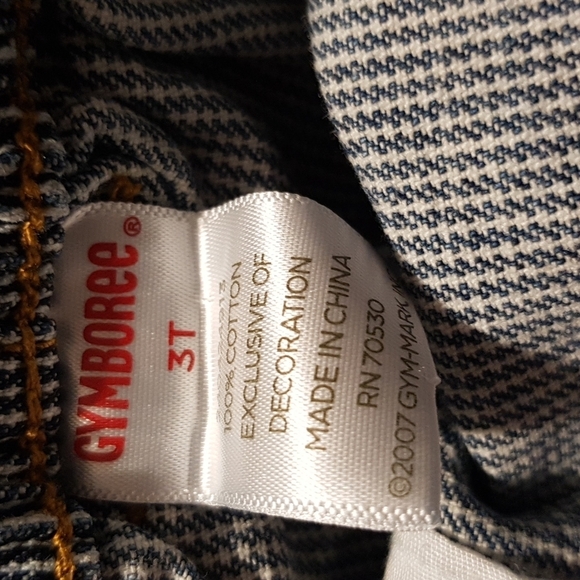 GYMBOREE®
3T
100% COTTON
EXCLUSIVE OF
DECORATION
MADE IN CHINA
RN 70530
©2007 GYM-MARK